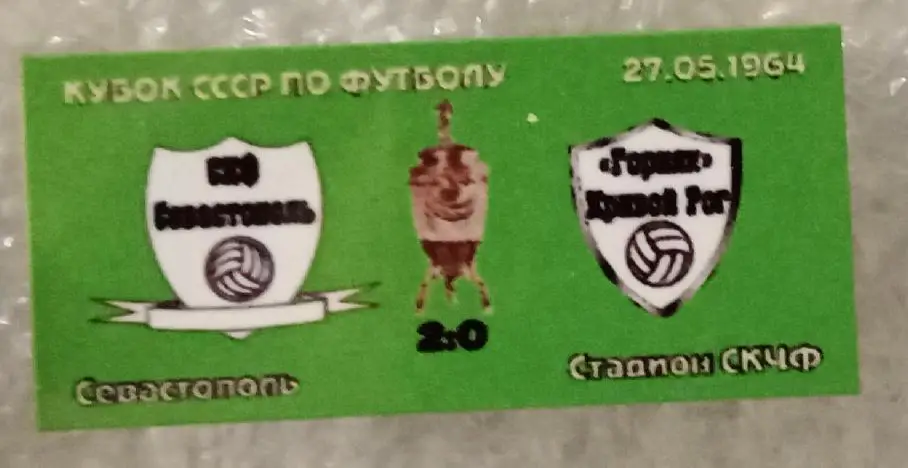 КУБОК СССР ПО ФУТБОЛУ
27.05.1964
СКФ
Севастополь
«Горняк»
Кривой Рог
2:0
Севастополь
Стадион СКЧФ